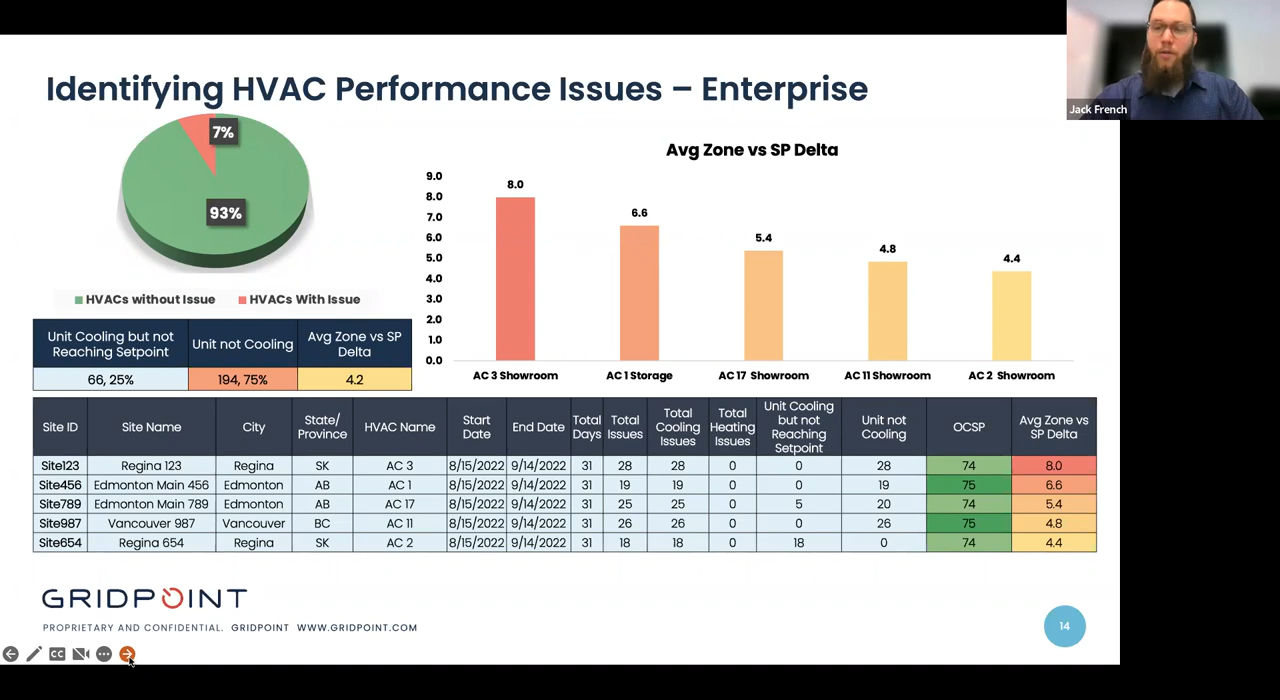 Jack French
Identifying HVAC Performance Issues – Enterprise
7%
93%
HVACs without Issue HVACs With Issue
Avg Zone vs SP Delta
9.0
8.0
7.0
6.0
5.0
4.0
3.0
2.0
1.0
0.0
8.0
6.6
5.4
4.8
4.4
AC 3 Showroom AC 1 Storage AC 17 Showroom AC 11 Showroom AC 2 Showroom
Unit Cooling but not
Reaching Setpoint
Unit not Cooling
Avg Zone vs SP
Delta
66, 25% 194, 75% 4.2
Site ID
Site Name
City
State/
Province
HVAC Name
Start
Date
End Date
Total
Days
Total
Issues
Total
Cooling
Issues
Total
Heating
Issues
Unit Cooling
but not
Reaching
Setpoint
Unit not
Cooling
OCSP
Avg Zone vs
SP Delta
Site123 Regina 123 Regina SK AC 3 8/15/2022 9/14/2022 31 28 28 0 0 28 74 8.0
Site456 Edmonton Main 456 Edmonton AB AC 1 8/15/2022 9/14/2022 31 19 19 0 0 19 75 6.6
Site789 Edmonton Main 789 Edmonton AB AC 17 8/15/2022 9/14/2022 31 25 25 0 5 20 74 5.4
Site987 Vancouver 987 Vancouver BC AC 11 8/15/2022 9/14/2022 31 26 26 0 0 26 75 4.8
Site654 Regina 654 Regina SK AC 2 8/15/2022 9/14/2022 31 18 18 0 18 0 74 4.4
GRIDPOINT
PROPRIETARY AND CONFIDENTIAL. GRIDPOINT WWW.GRIDPOINT.COM
14
CC